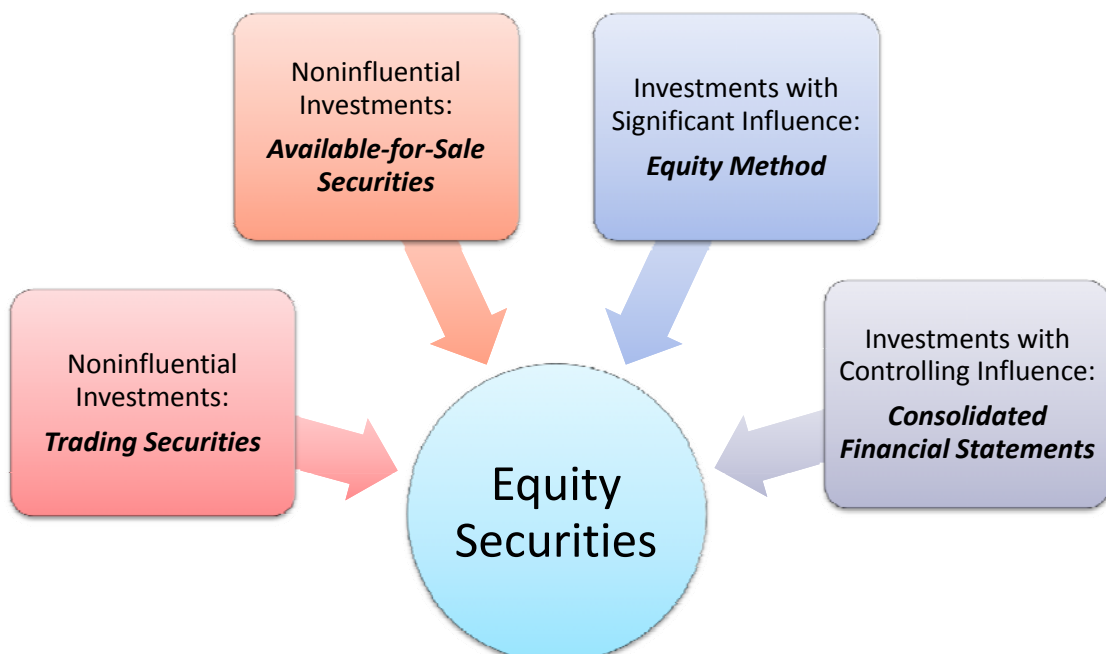 Noninfluential
Investments:
Available-for-Sale
Securities
Investments with
Significant Influence:
Equity Method
Noninfluential
Investments:
Trading Securities
Investments with
Controlling Influence:
Consolidated
Financial Statements
Equity
Securities